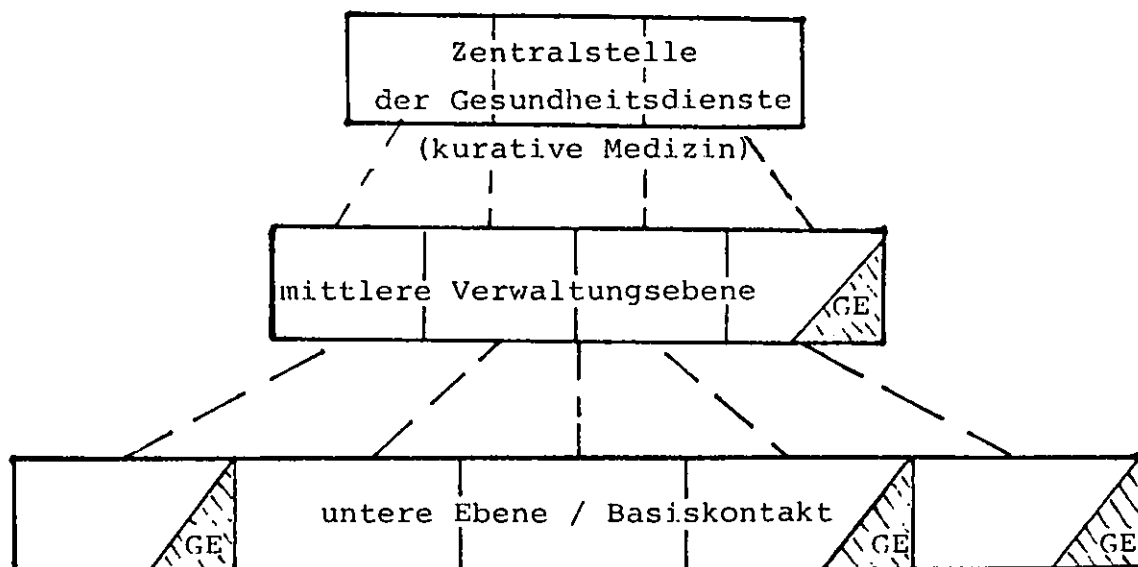 Zentralstelle
der Gesundheitsdienste
(kurative Medizin)
mittlere Verwaltungsebene
GE
untere Ebene / Basiskontakt
GE
GE
GE